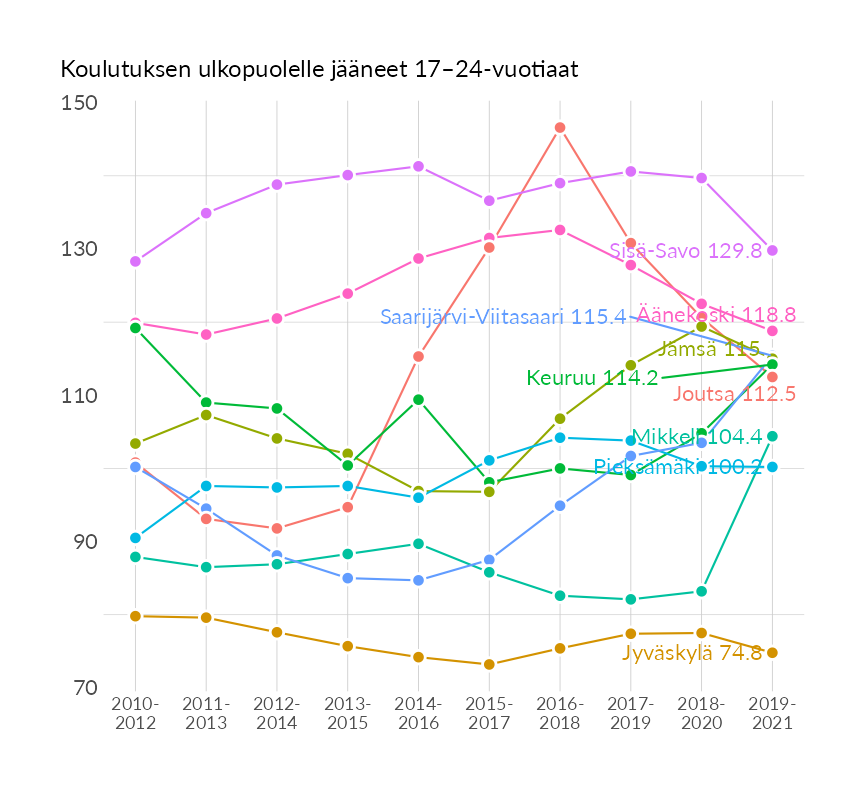 Koulutuksen ulkopuolelle jääneet 17–24-vuotiaat
150
130
110
90
70
Sisä-Savo 129.8
Saarijärvi-Viitasaari 115.4
Äänekoski 118.8
Jämsä 115
Keuruu 114.2
Joutsa 112.5
Mikkeli 104.4
Pieksämäki 100.2
Jyväskylä 74.8
2010- 2011- 2012- 2013- 2014- 2015- 2016- 2017- 2018- 2019-
2012 2013 2014 2015 2016 2017 2018 2019 2020 2021